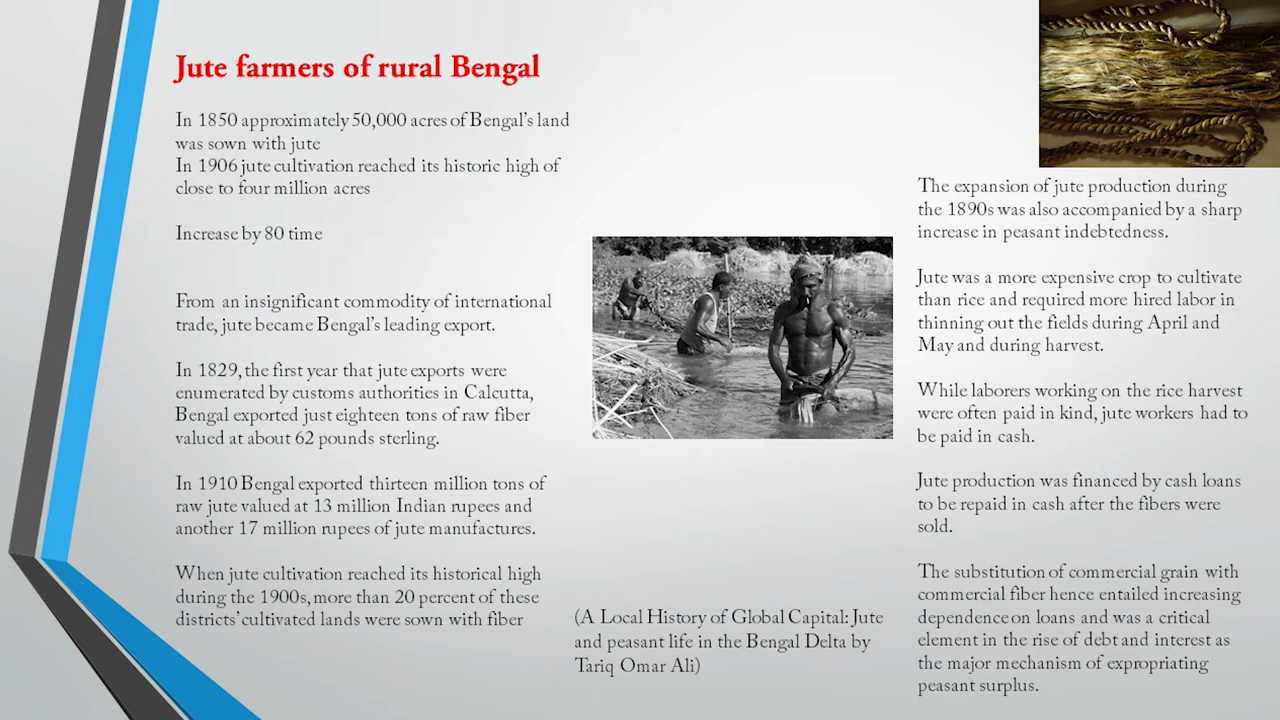 Jute farmers of rural Bengal
In 1850 approximately 50,000 acres of Bengal's land
was sown with jute
In 1906 jute cultivation reached its historic high of
close to four million acres
Increase by 80 time
From an insignificant commodity of international
trade, jute became Bengal's leading export.
In 1829, the first year that jute exports were
enumerated by customs authorities in Calcutta,
Bengal exported just eighteen tons of raw fiber
valued at about 62 pounds sterling.
In 1910 Bengal exported thirteen million tons of
raw jute valued at 13 million Indian rupees and
another 17 million rupees of jute manufactures.
When jute cultivation reached its historical high
during the 1900s, more than 20 percent of these
districts' cultivated lands were sown with fiber
(A Local History of Global Capital: Jute
and peasant life in the Bengal Delta by
Tariq Omar Ali)
The expansion of jute production during
the 1890s was also accompanied by a sharp
increase in peasant indebtedness.
Jute was a more expensive crop to cultivate
than rice and required more hired labor in
thinning out the fields during April and
May and during harvest.
While laborers working on the rice harvest
were often paid in kind, jute workers had to
be paid in cash.
Jute production was financed by cash loans
to be repaid in cash after the fibers were
sold.
The substitution of commercial grain with
commercial fiber hence entailed increasing
dependence on loans and was a critical
element in the rise of debt and interest as
the major mechanism of expropriating
peasant surplus.